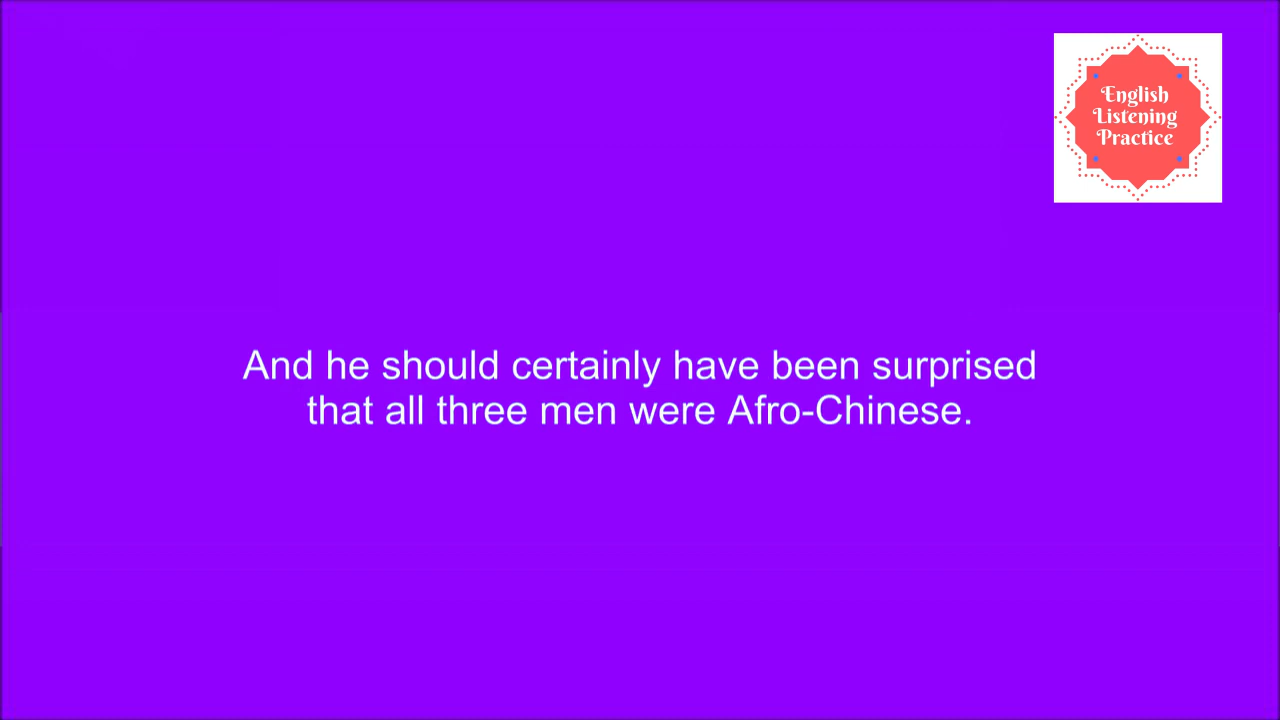 English
Listening
Practice
And he should certainly have been surprised
that all three men were Afro-Chinese.